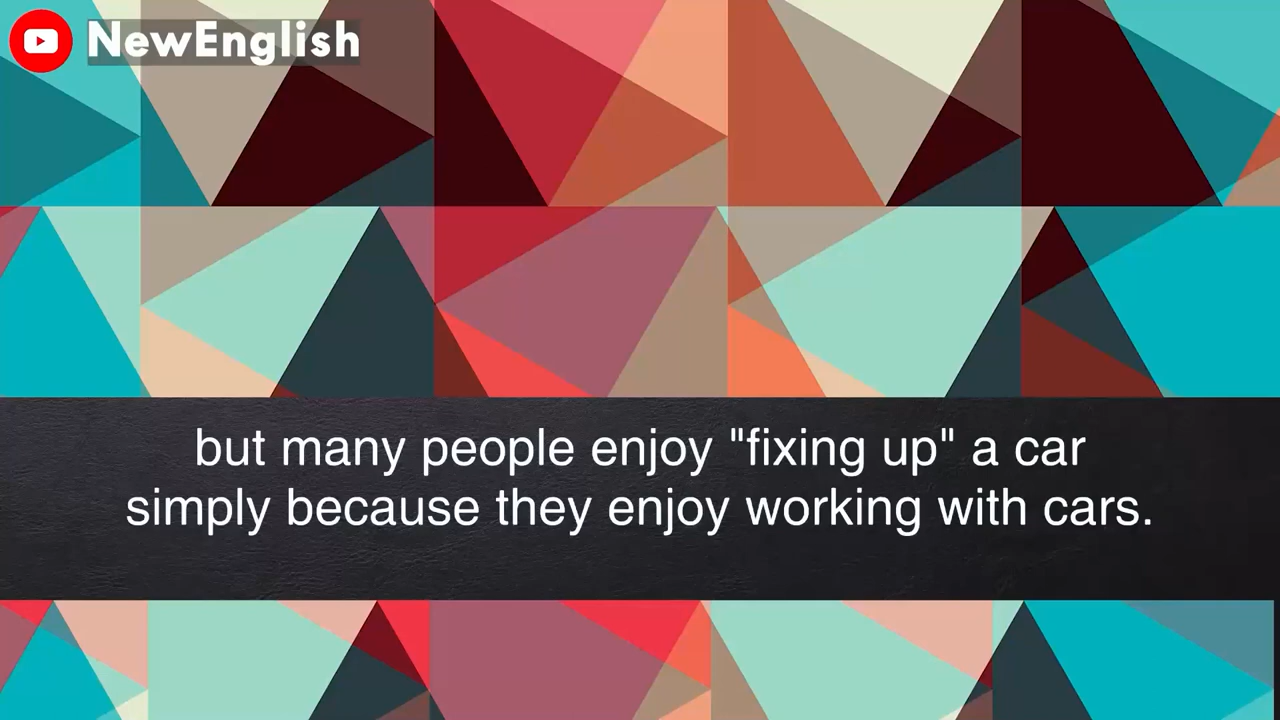 NewEnglish
but many people enjoy "fixing up" a car
simply because they enjoy working with cars.